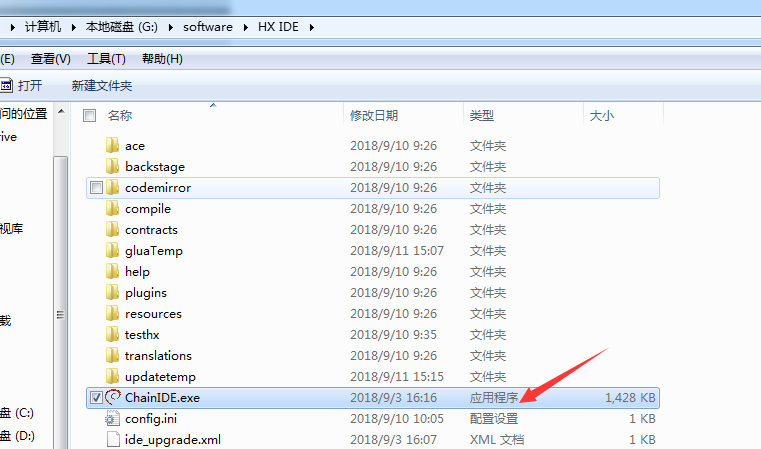 计算机 本地磁盘 (G:) software HX IDE
(E) 查看(V) 工具(T) 帮助(H)
打开 新建文件夹
问的位置
rive
视库
载
盘 (C:)
盘 (D:)
名称 修改日期 类型 大小
ace 2018/9/10 9:26 文件夹
backstage 2018/9/10 9:26 文件夹
codemirror 2018/9/10 9:26 文件夹
compile 2018/9/10 9:26 文件夹
contracts 2018/9/10 9:26 文件夹
gluaTemp 2018/9/11 15:07 文件夹
help 2018/9/10 9:26 文件夹
plugins 2018/9/10 9:26 文件夹
resources 2018/9/10 9:26 文件夹
testhx 2018/9/10 9:35 文件夹
translations 2018/9/10 9:26 文件夹
updatetemp 2018/9/11 15:15 文件夹
ChainIDE.exe 2018/9/3 16:16 应用程序 1,428 KB
config.ini 2018/9/10 10:05 配置设置 1 KB
ide_upgrade.xml 2018/9/3 16:07 XML 文档 1 KB